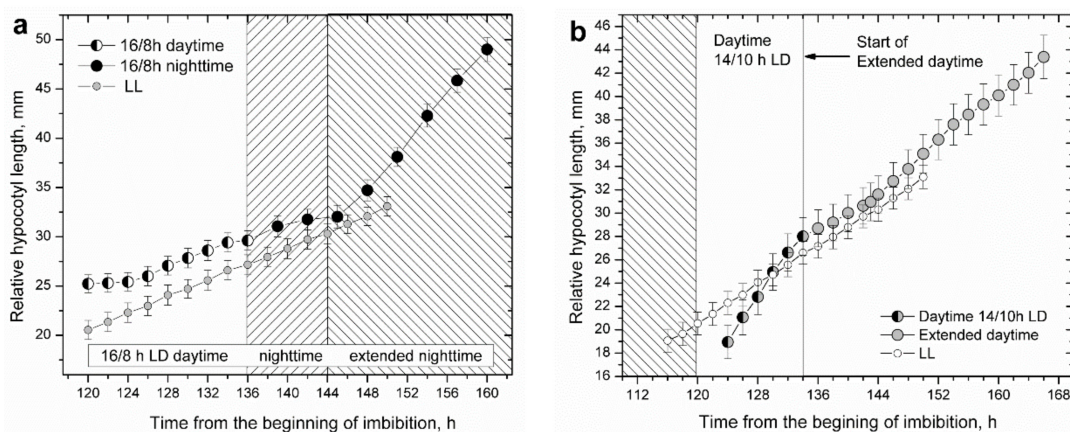 a
16/8h daytime
16/8h nighttime
LL
Relative hypocotyl length, mm
50
45
40
35
30
25
20
16/8 h LD daytime
nighttime
extended nighttime
120 124 128 132 136 140 144 148 152 156 160
Time from the begining of imbibition, h
b
Daytime
14/10 h LD
Start of
Extended daytime
Relative hypocotyl length, mm
44
42
40
38
36
34
32
30
28
26
24
22
20
18
16
Daytime 14/10h LD
Extended daytime
LL
112 120 128 136 144 152 160 168
Time from the begining of imbibition, h